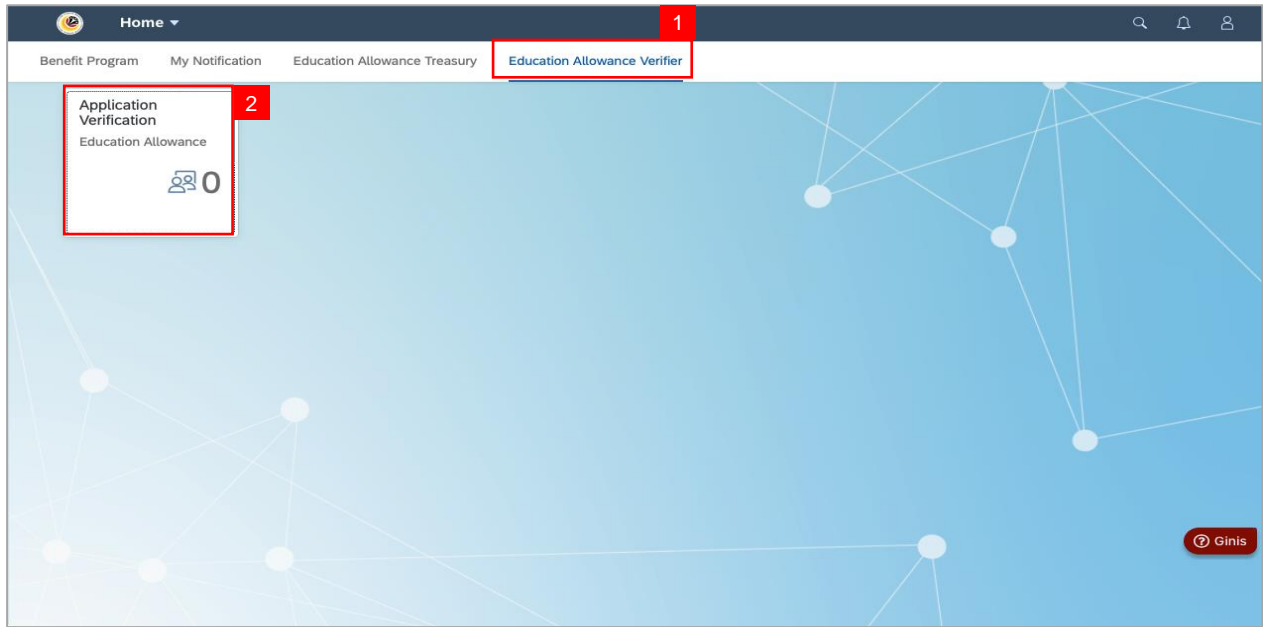 Home
1
Benefit Program
My Notification
Education Allowance Treasury
Education Allowance Verifier
Application
Verification
2
Education Allowance
0
Ginis